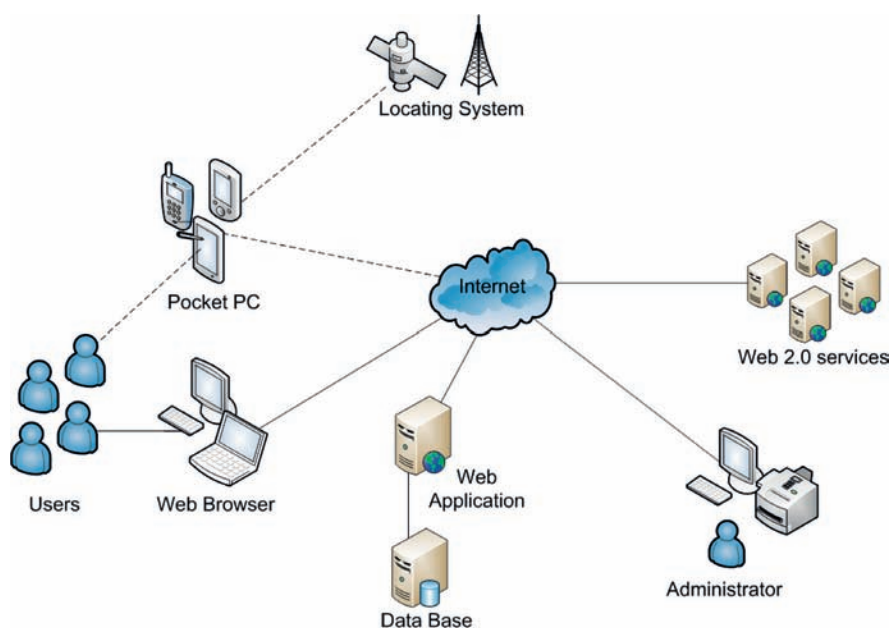 Locating System
Pocket PC
Internet
Web 2.0 services
Users
Web Browser
Web
Application
Administrator
Data Base